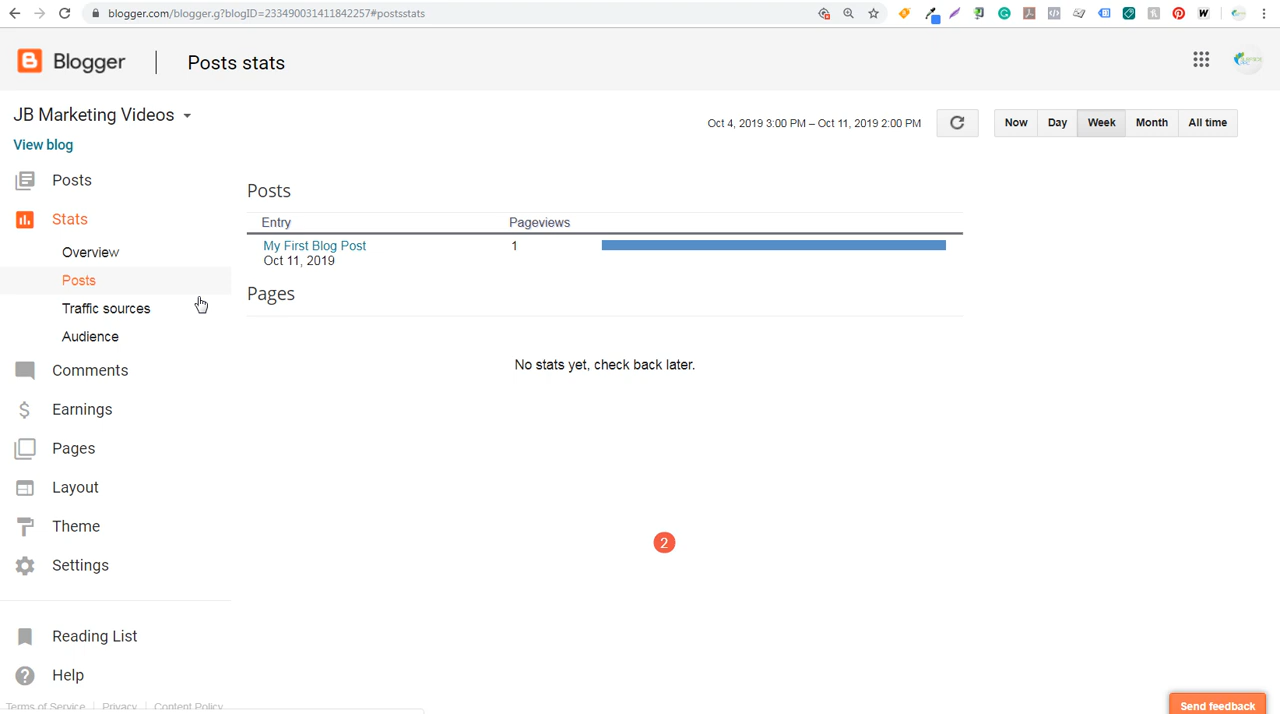 blogger.com/blogger.g?blogID=233490031411842257#postsstats
Blogger
Posts stats
JB Marketing Videos
View blog
Oct 4, 2019 3:00 PM – Oct 11, 2019 2:00 PM
Now
Day
Week
Month
All time
Posts
Stats
Overview
Posts
Traffic sources
Audience
Comments
Earnings
Pages
Layout
Theme
Settings
Reading List
Help
Terms of Service | Privacy | Content Policy
Posts
Entry Pageviews
My First Blog Post 1
Oct 11, 2019
Pages
No stats yet, check back later.
2
Send feedback